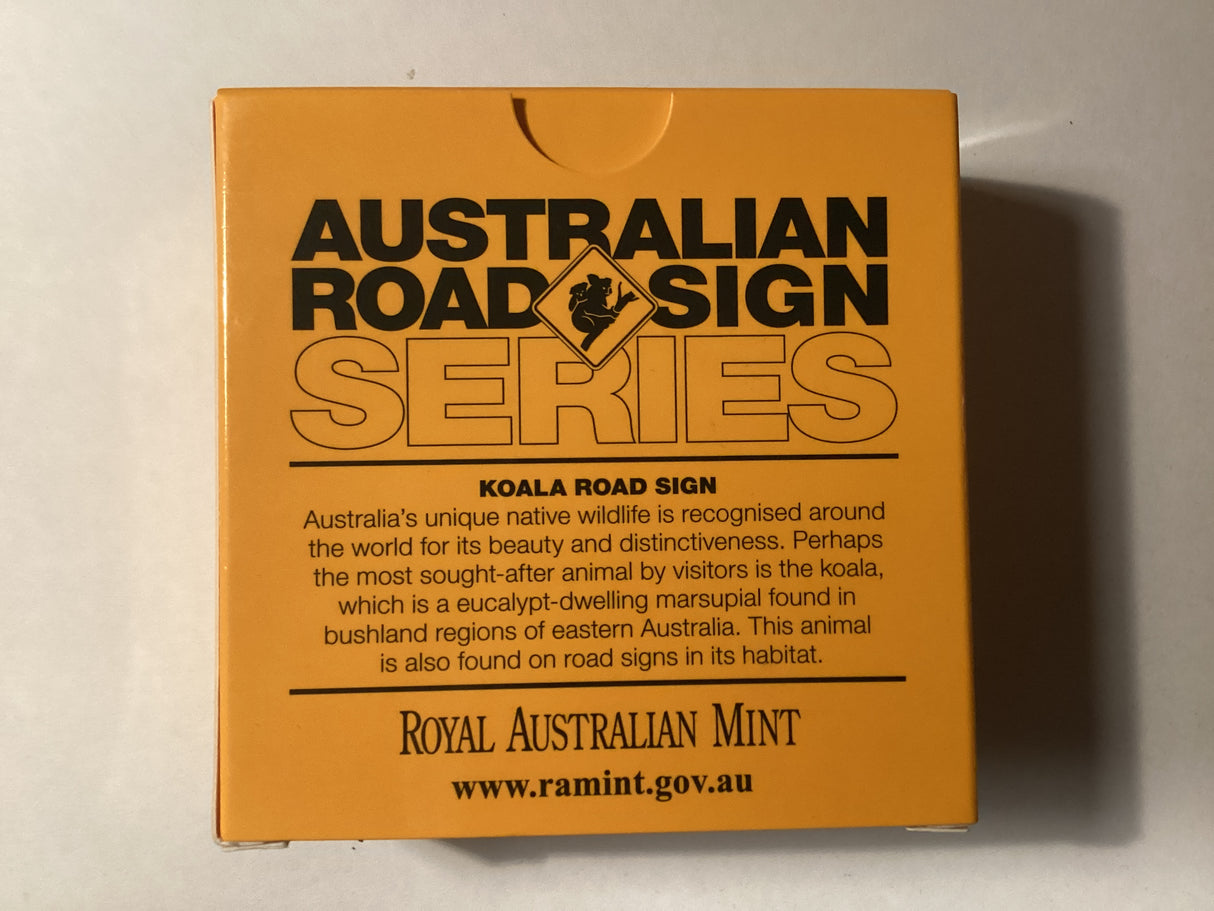 AUSTRALIAN
ROAD SIGN
SERIES
KOALA ROAD SIGN
Australia's unique native wildlife is recognised around
the world for its beauty and distinctiveness. Perhaps
the most sought-after animal by visitors is the koala,
which is a eucalypt-dwelling marsupial found in
bushland regions of eastern Australia. This animal
is also found on road signs in its habitat.
ROYAL AUSTRALIAN MINT
www.ramint.gov.au